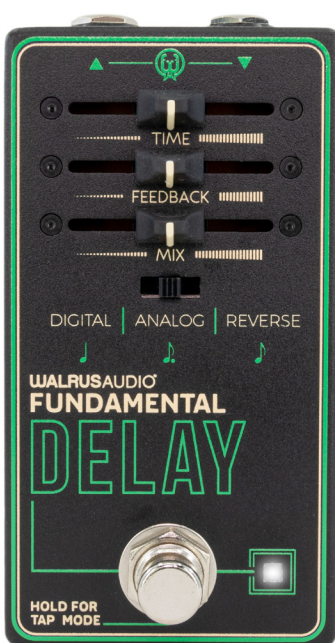 TIME
FEEDBACK
MIX
DIGITAL | ANALOG | REVERSE
WALRUSAUDIO
FUNDAMENTAL
DELAY
HOLD FOR
TAP MODE